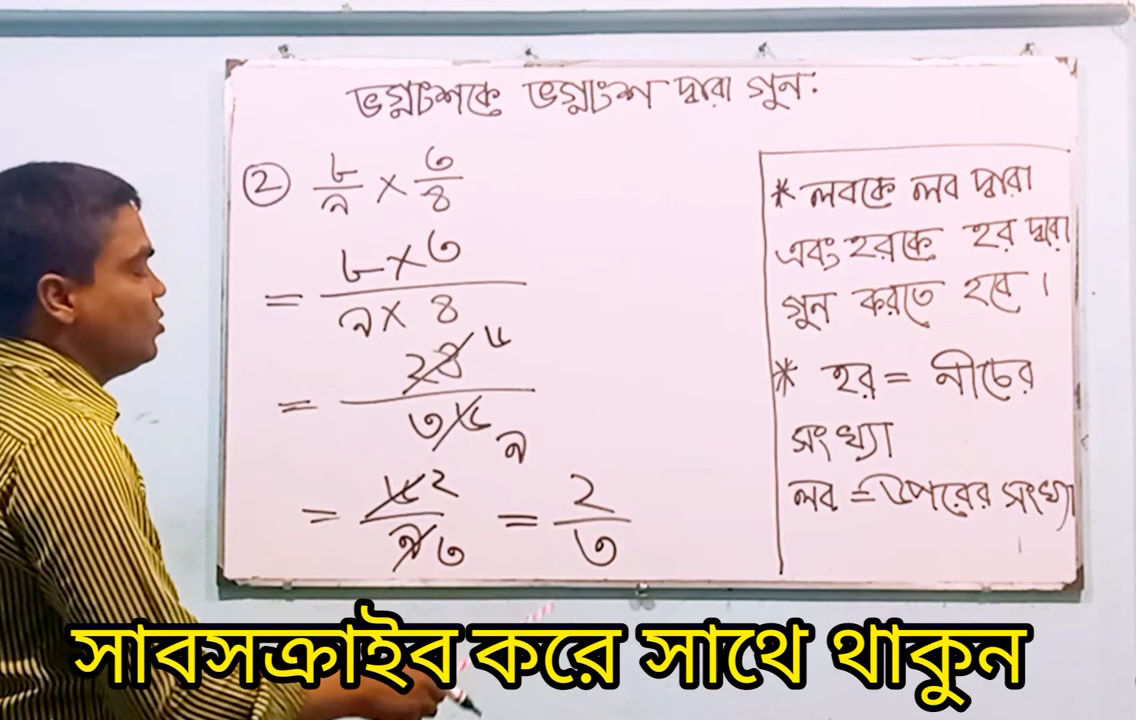 ভগ্নাংশকে ভগ্নাংশ দ্বারা গুন:
② ৮/৯ × ৩/৪
= ৮×৩/৯×৪
= ২৪ ৬/৩৬ ৯
= ৬ ২/৯ ৩ = ২/৩
* লবকে লব দ্বারা
এবং হরকে হর দ্বারা
গুন করতে হবে।
* হর = নীচের
সংখ্যা
লব = উপরের সংখ্যা
সাবসক্রাইব করে সাথে থাকুন